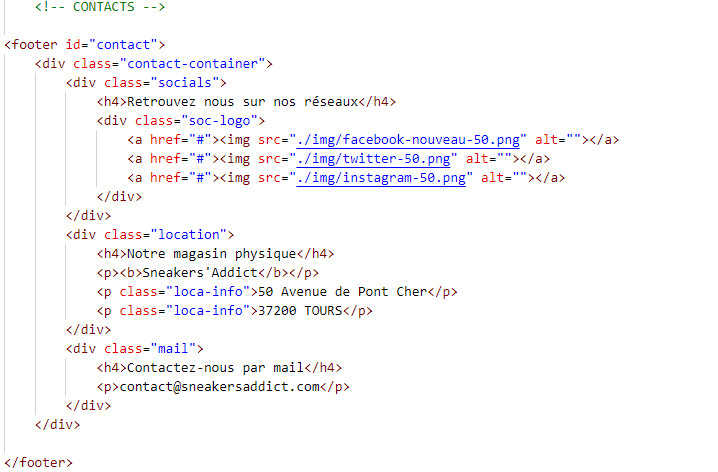 <!-- CONTACTS -->
<footer id="contact">
<div class="contact-container">
<div class="socials">
<h4>Retrouvez nous sur nos réseaux</h4>
<div class="soc-logo">
<a href="#"><img src="./img/facebook-nouveau-50.png" alt=""></a>
<a href="#"><img src="./img/twitter-50.png" alt=""></a>
<a href="#"><img src="./img/instagram-50.png" alt=""></a>
</div>
</div>
<div class="location">
<h4>Notre magasin physique</h4>
<p><b>Sneakers'Addict</b></p>
<p class="loca-info">50 Avenue de Pont Cher</p>
<p class="loca-info">37200 TOURS</p>
</div>
<div class="mail">
<h4>Contactez-nous par mail</h4>
<p>contact@sneakersaddict.com</p>
</div>
</div>
</footer>